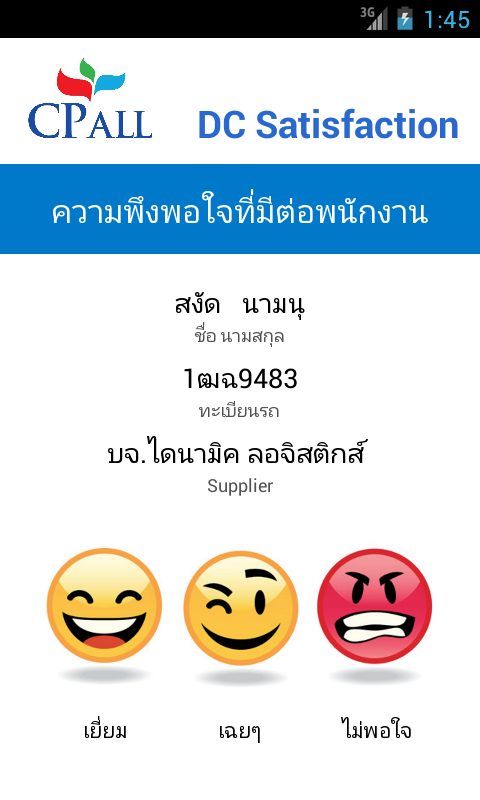 3G 1:45
CPALL
DC Satisfaction
ความพึงพอใจที่มีต่อพนักงาน
สงัด นามนุ
ชื่อ นามสกุล
1ฒฉ9483
ทะเบียนรถ
บจ.ไดนามิค ลอจิสติกส์
Supplier
เยี่ยม เฉยๆ ไม่พอใจ